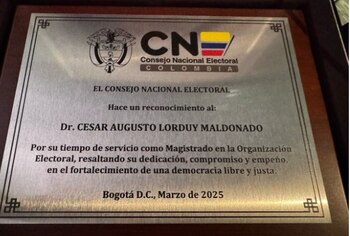 CNE
Consejo Nacional Electoral
COLOMBIA
EL CONSEJO NACIONAL ELECTORAL
Hace un reconocimiento al:
Dr. CESAR AUGUSTO LORDUY MALDONADO
Por su tiempo de servicio como Magistrado en la Organización
Electoral, resaltando su dedicación, compromiso y empeño
en el fortalecimiento de una democracia libre y justa.
Bogotá D.C., Marzo de 2025